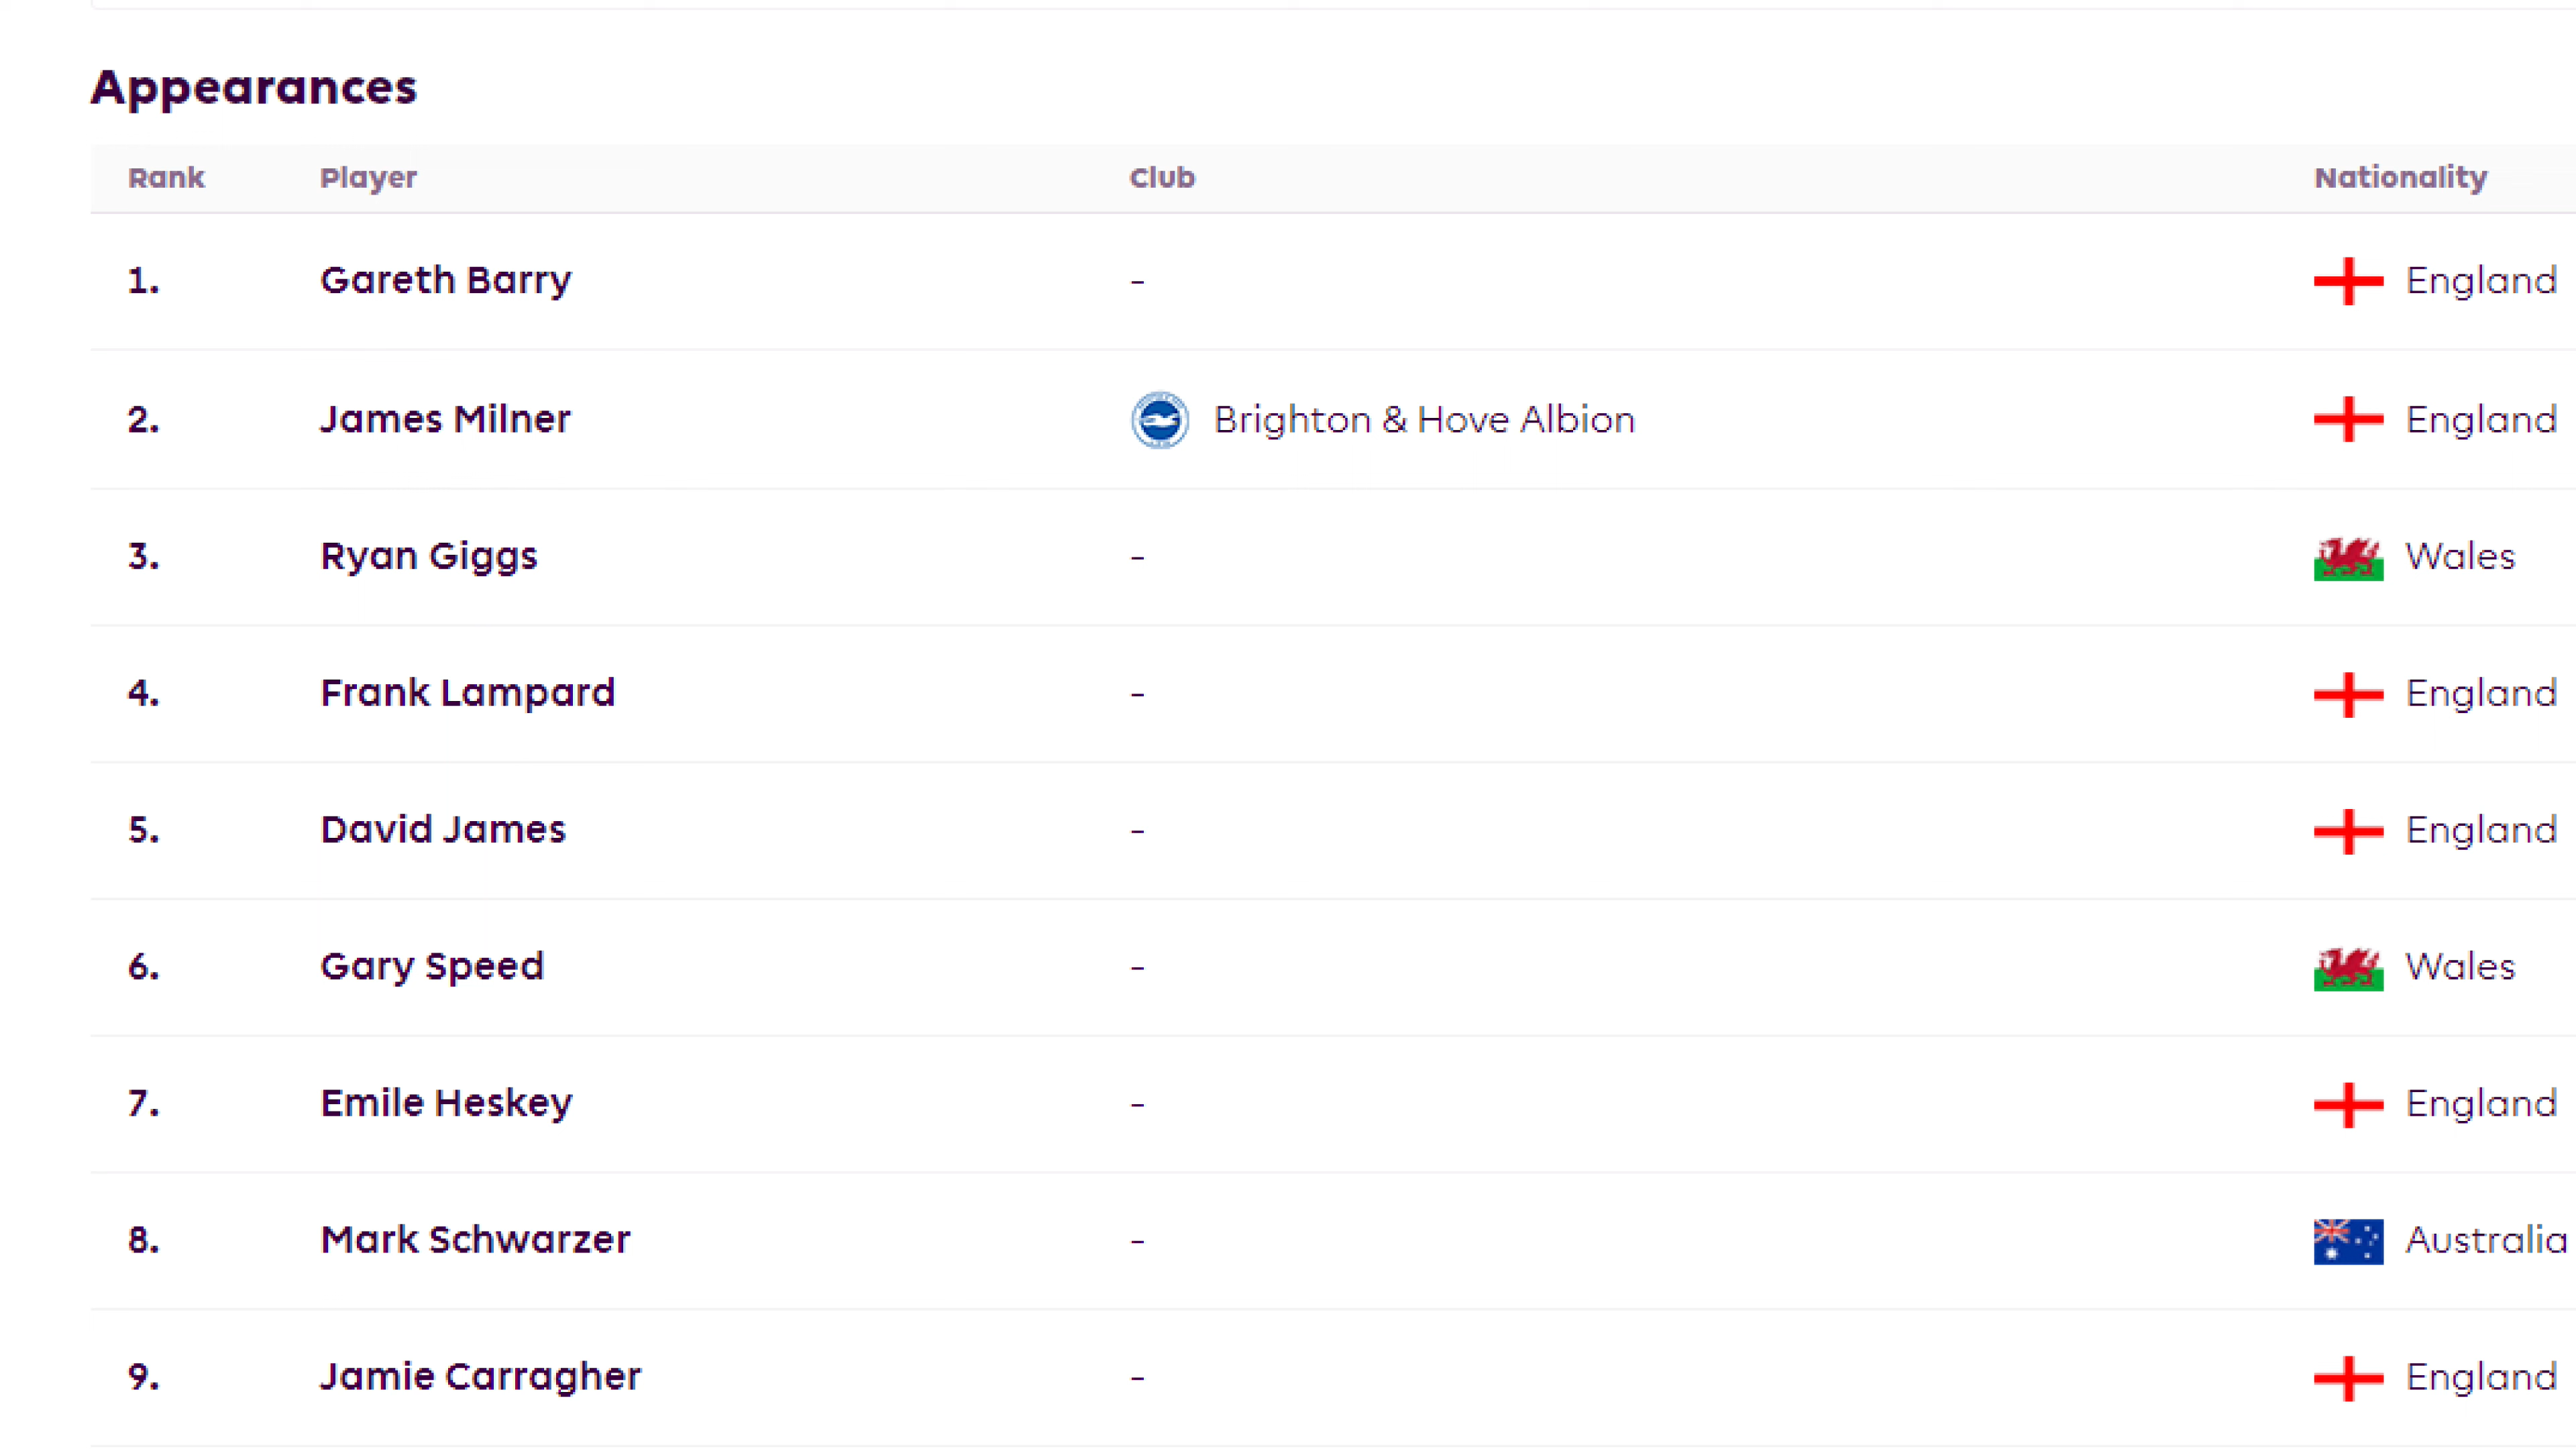 Appearances
Rank Player Club Nationality
1. Gareth Barry - England
2. James Milner Brighton & Hove Albion England
3. Ryan Giggs - Wales
4. Frank Lampard - England
5. David James - England
6. Gary Speed - Wales
7. Emile Heskey - England
8. Mark Schwarzer - Australia
9. Jamie Carragher - England